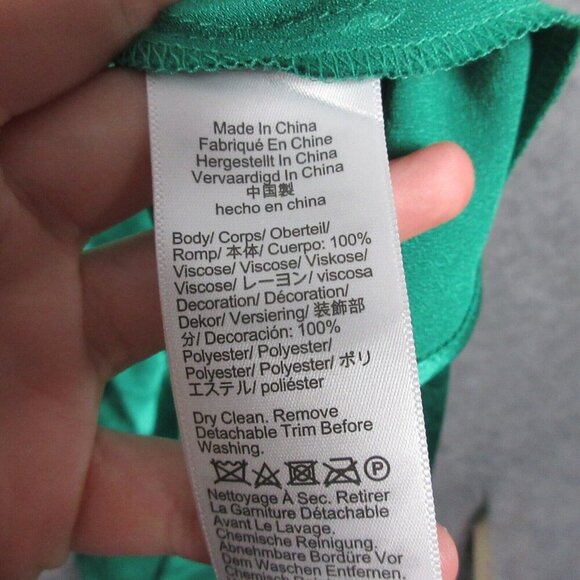 Made In China
Fabriqué En Chine
Hergestellt In China
Vervaardigd In China
中国製
hecho en china
Body/ Corps/ Oberteil/
Romp/ 本体/ Cuerpo: 100%
Viscose/ Viscose/ Viskose/
Viscose/ レーヨン/ viscosa
Decoration/ Décoration/
Dekor/ Versiering/ 装飾部
分/ Decoración: 100%
Polyester/ Polyester/
Polyester/ Polyester/ ポリ
エステル/ poliéster
Dry Clean. Remove
Detachable Trim Before
Washing.
P
Nettoyage À Sec. Retirer
La Garniture Détachable
Avant Le Lavage.
Chemische Reinigung.
Abnehmbare Bordüre Vor
Dem Waschen Entfernen.